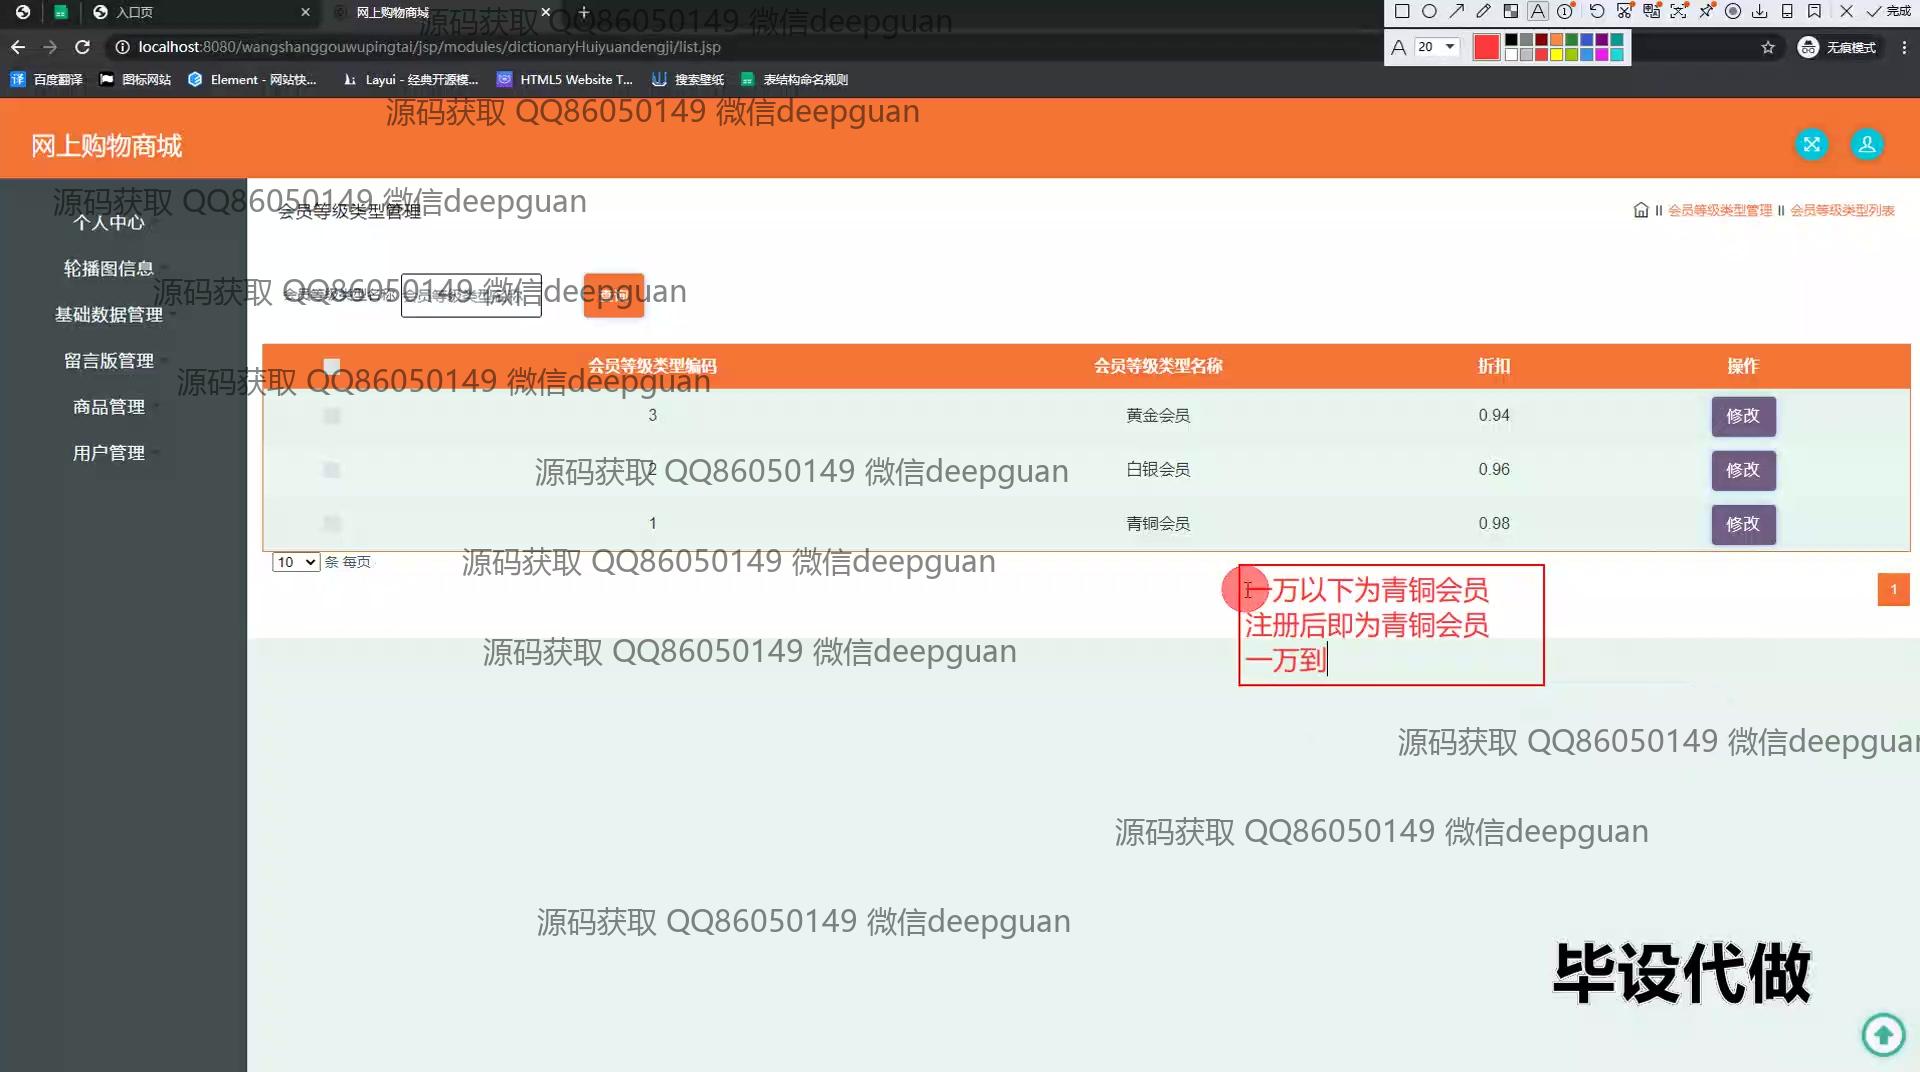 入口页
网上购物商城
源码获取 QQ86050149 微信deepguan
完成
localhost:8080/wangshanggouwupingtai/jsp/modules/dictionaryHuiyuandengji/list.jsp
A 20
无痕模式
百度翻译
图标网站
Element - 网站快...
Layui - 经典开源模...
HTML5 Website T...
搜索壁纸
表结构命名规则
源码获取 QQ86050149 微信deepguan
网上购物商城
源码获取 QQ86050149 微信deepguan
个人中心
轮播图信息
基础数据管理
留言版管理
商品管理
用户管理
会员等级类型管理
会员等级类型管理
会员等级类型列表
会员等级类型名称
会员等级类型名称
源码获取 QQ86050149 微信deepguan
会员等级类型编码 会员等级类型名称 折扣 操作
源码获取 QQ86050149 微信deepguan
3 黄金会员 0.94 修改
2 白银会员 0.96 修改
源码获取 QQ86050149 微信deepguan
1 青铜会员 0.98 修改
10 条 每页
源码获取 QQ86050149 微信deepguan
1
一万以下为青铜会员
注册后即为青铜会员
一万到
源码获取 QQ86050149 微信deepguan
源码获取 QQ86050149 微信deepguan
源码获取 QQ86050149 微信deepguan
源码获取 QQ86050149 微信deepguan
毕设代做